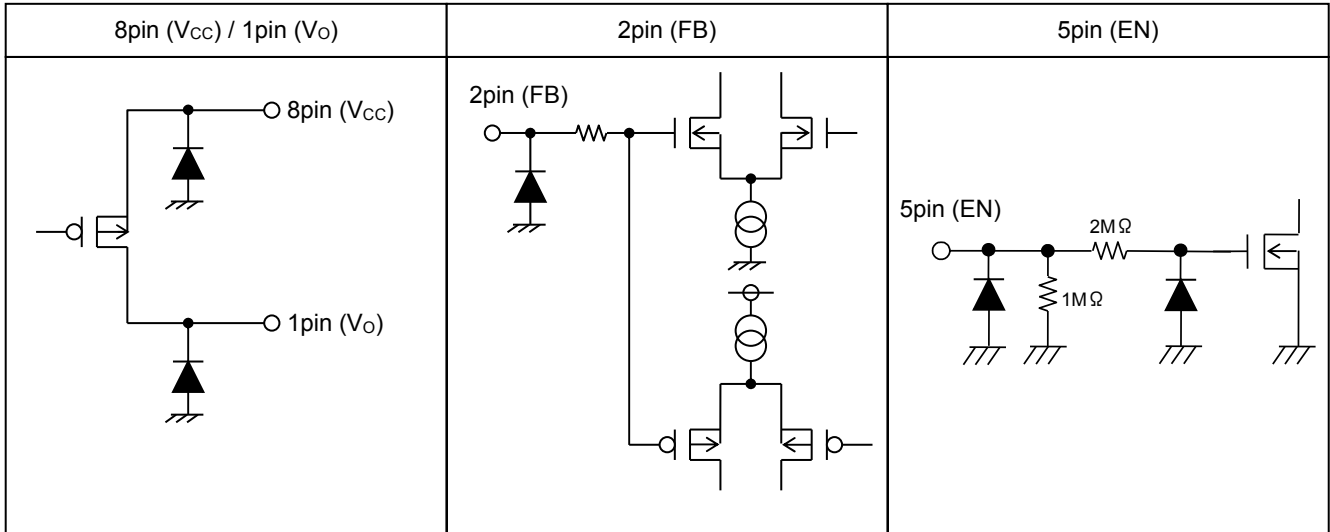 8pin (VCC) / 1pin (VO)
2pin (FB)
5pin (EN)
8pin (VCC)
1pin (VO)
2pin (FB)
5pin (EN)
2MΩ
1MΩ